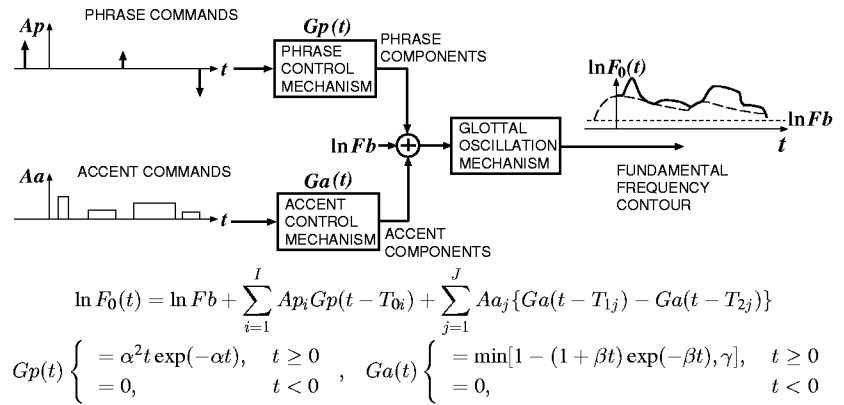 PHRASE COMMANDS
Ap
t
Gp(t)
PHRASE
CONTROL
MECHANISM
PHRASE
COMPONENTS
ln F₀(t)
ln Fb
t
ln Fb
+
GLOTTAL
OSCILLATION
MECHANISM
FUNDAMENTAL
FREQUENCY
CONTOUR
ACCENT COMMANDS
Aa
t
Ga(t)
ACCENT
CONTROL
MECHANISM
ACCENT
COMPONENTS
ln F₀(t) = ln Fb + ∑_{i=1}^{I} Ap_i Gp(t − T_{0i}) + ∑_{j=1}^{J} Aa_j {Ga(t − T_{1j}) − Ga(t − T_{2j})}
Gp(t) { = α² t exp(−αt), t ≥ 0
= 0, t < 0 ,
Ga(t) { = min[1 − (1 + βt) exp(−βt), γ], t ≥ 0
= 0, t < 0